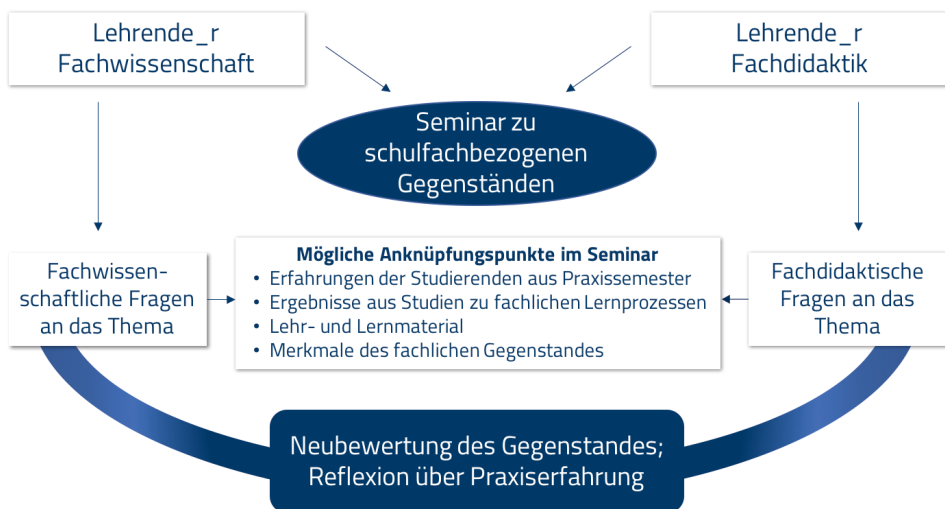 Lehrende_r
Fachwissenschaft
Lehrende_r
Fachdidaktik
Seminar zu
schulfachbezogenen
Gegenständen
Fachwissen-
schaftliche Fragen
an das Thema
Mögliche Anknüpfungspunkte im Seminar
• Erfahrungen der Studierenden aus Praxissemester
• Ergebnisse aus Studien zu fachlichen Lernprozessen
• Lehr- und Lernmaterial
• Merkmale des fachlichen Gegenstandes
Fachdidaktische
Fragen an das
Thema
Neubewertung des Gegenstandes;
Reflexion über Praxiserfahrung